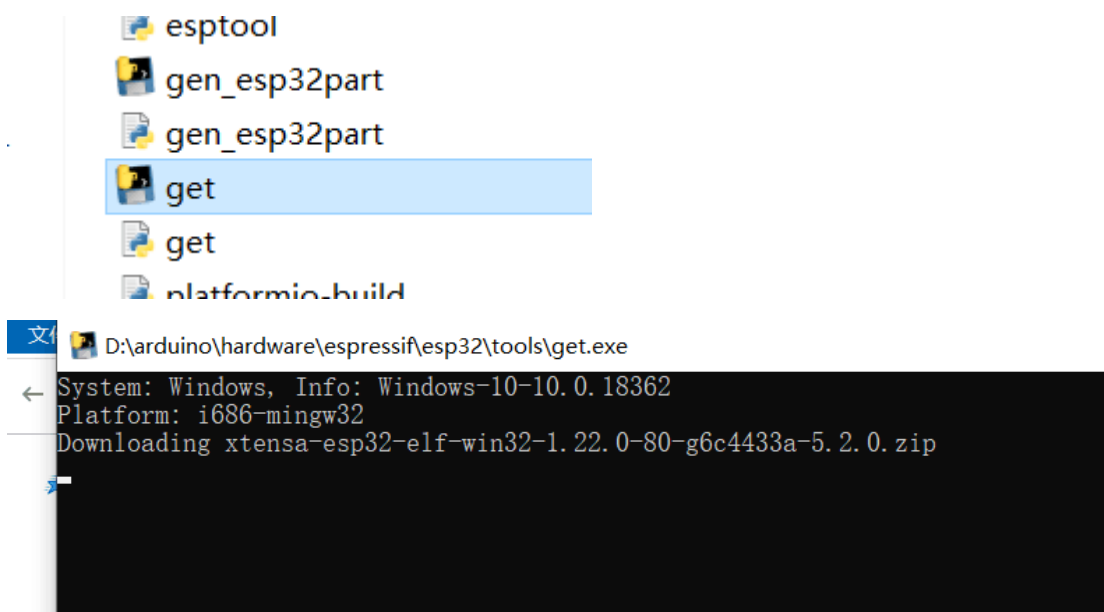 esptool
gen_esp32part
gen_esp32part
get
get
platformio-build
文件
D:\arduino\hardware\espressif\esp32\tools\get.exe
System: Windows, Info: Windows-10-10.0.18362
Platform: i686-mingw32
Downloading xtensa-esp32-elf-win32-1.22.0-80-g6c4433a-5.2.0.zip